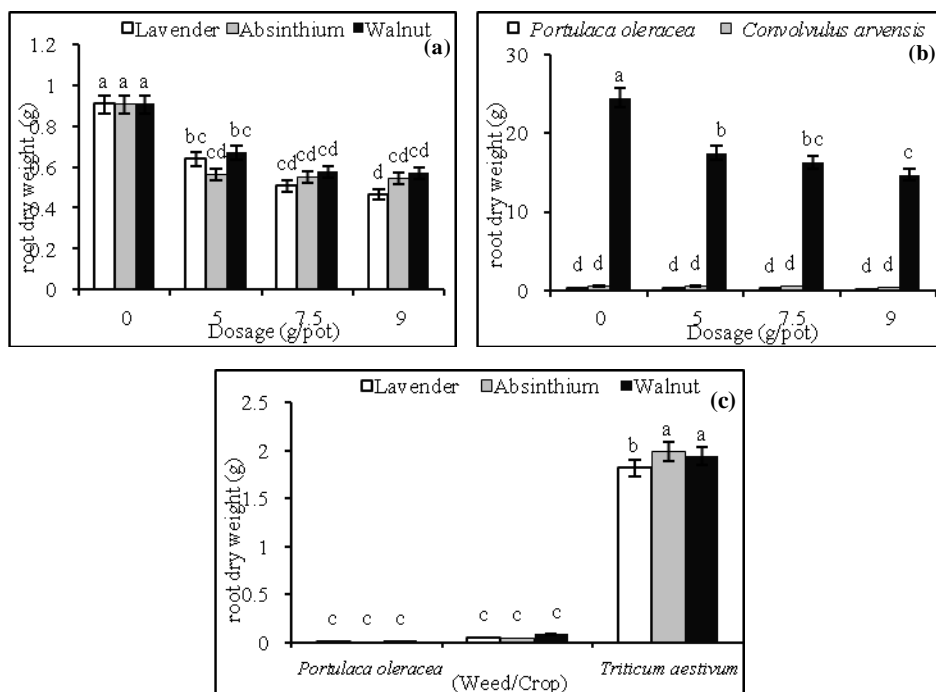 Lavender Absinthium Walnut
(a)
1.2
1
0.8
0.6
0.4
0.2
0
root dry weight (g)
a a a
bc cd bc
cd cd cd
d cd cd
0 5 7.5 9
Dosage (g/pot)
Portulaca oleracea Convolvulus arvensis
(b)
30
20
10
0
root dry weight (g)
d d a
d d b
d d bc
d d c
0 5 7.5 9
Dosage (g/pot)
Lavender Absinthium Walnut
(c)
2.5
2
1.5
1
0.5
0
root dry weight (g)
c c c
c c c
b a a
Portulaca oleracea Triticum aestivum
(Weed/Crop)